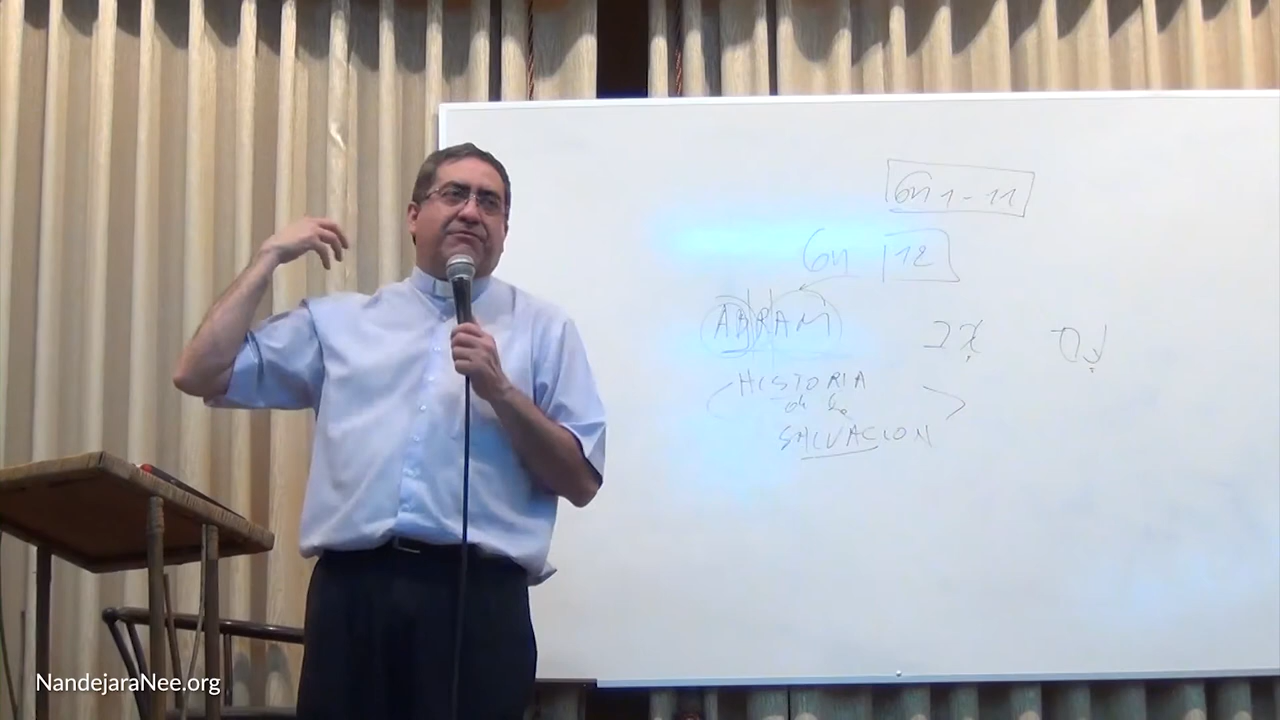 Gn 1-11
Gn 12
ABRAM אָב
HISTORIA
de la
SALVACION
NandejaraNee.org